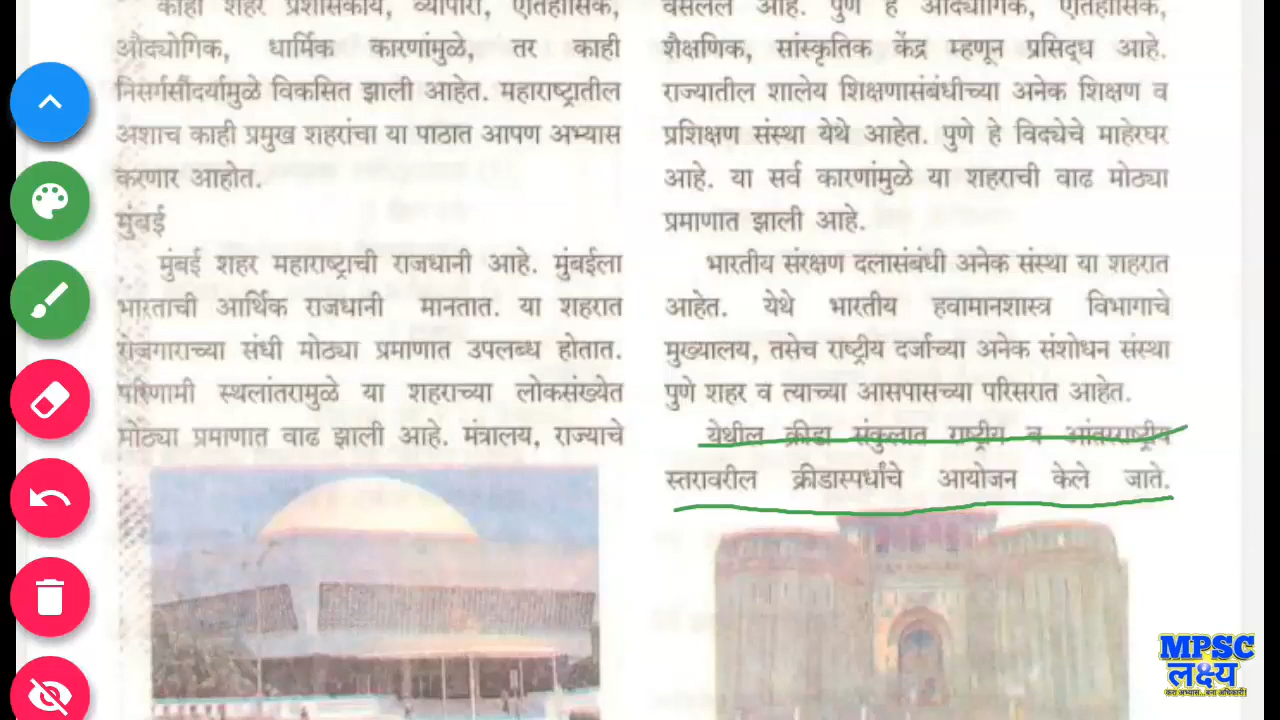 काही शहरे प्रशासकीय, व्यापारी, ऐतिहासिक,
औद्योगिक, धार्मिक कारणांमुळे, तर काही
निसर्गसौंदर्यामुळे विकसित झाली आहेत. महाराष्ट्रातील
अशाच काही प्रमुख शहरांचा या पाठात आपण अभ्यास
करणार आहोत.
मुंबई
मुंबई शहर महाराष्ट्राची राजधानी आहे. मुंबईला
भारताची आर्थिक राजधानी मानतात. या शहरात
रोजगाराच्या संधी मोठ्या प्रमाणात उपलब्ध होतात.
परिणामी स्थलांतरामुळे या शहराच्या लोकसंख्येत
मोठ्या प्रमाणात वाढ झाली आहे. मंत्रालय, राज्याचे
वसलेले आहे. पुणे हे औद्योगिक, ऐतिहासिक,
शैक्षणिक, सांस्कृतिक केंद्र म्हणून प्रसिद्ध आहे.
राज्यातील शालेय शिक्षणासंबंधीच्या अनेक शिक्षण व
प्रशिक्षण संस्था येथे आहेत. पुणे हे विद्येचे माहेरघर
आहे. या सर्व कारणांमुळे या शहराची वाढ मोठ्या
प्रमाणात झाली आहे.
भारतीय संरक्षण दलासंबंधी अनेक संस्था या शहरात
आहेत. येथे भारतीय हवामानशास्त्र विभागाचे
मुख्यालय, तसेच राष्ट्रीय दर्जाच्या अनेक संशोधन संस्था
पुणे शहर व त्याच्या आसपासच्या परिसरात आहेत.
येथील क्रीडा संकुलात राष्ट्रीय व आंतरराष्ट्रीय
स्तरावरील क्रीडास्पर्धांचे आयोजन केले जाते.
MPSC
लक्ष्य
करा अभ्यास...बना अधिकारी!